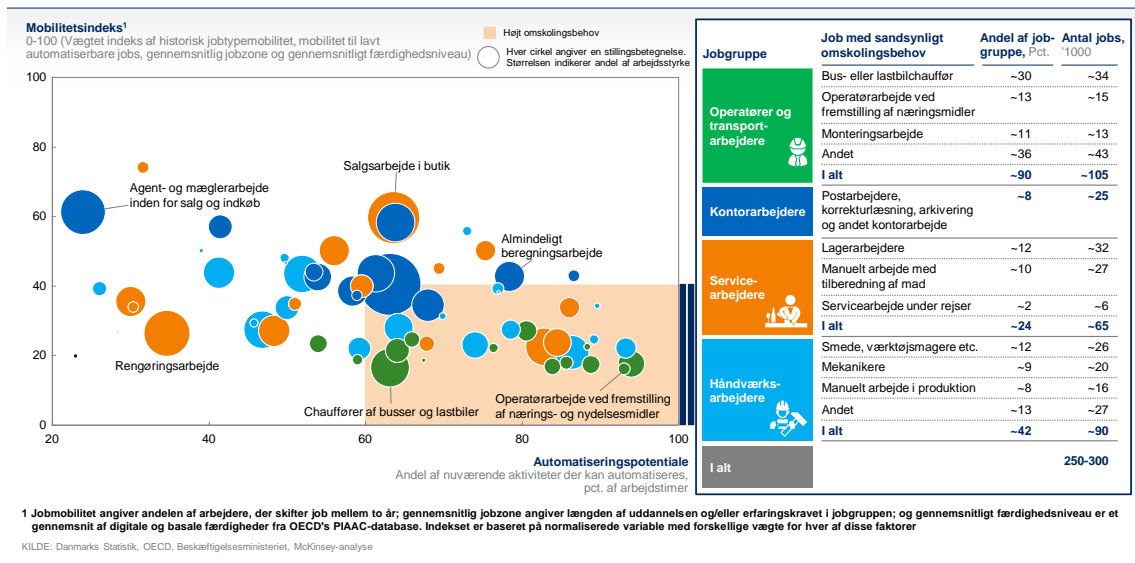 Mobilitetsindeks¹
0-100 (Vægtet indeks af historisk jobtypemobilitet, mobilitet til lavt
automatiserbare jobs, gennemsnitlig jobzone og gennemsnitligt færdighedsniveau)
Højt omskolingsbehov
Hver cirkel angiver en stillingsbetegnelse.
Størrelsen indikerer andel af arbejdsstyrke
100
80
60
40
20
0
20
40
60
80
100
Salgsarbejde i butik
Agent- og mæglerarbejde
inden for salg og indkøb
Almindeligt
beregningsarbejde
Rengøringsarbejde
Chauffører af busser og lastbiler
Operatørarbejde ved fremstilling
af nærings- og nydelsesmidler
Automatiseringspotentiale
Andel af nuværende aktiviteter der kan automatiseres,
pct. af arbejdstimer
Jobgruppe
Job med sandsynligt
omskolingsbehov
Andel af job-
gruppe, Pct.
Antal jobs,
'1000
Operatører og
transport-
arbejdere
Bus- eller lastbilchauffør ~30 ~34
Operatørarbejde ved
fremstilling af næringsmidler ~13 ~15
Monteringsarbejde ~11 ~13
Andet ~36 ~43
I alt ~90 ~105
Kontorarbejdere
Postarbejdere, ~8 ~25
korrekturlæsning, arkivering
og andet kontorarbejde
Service-
arbejdere
Lagerarbejdere ~12 ~32
Manuelt arbejde med ~10 ~27
tilberedning af mad
Servicearbejde under rejser ~2 ~6
I alt ~24 ~65
Håndværks-
arbejdere
Smede, værktøjsmagere etc. ~12 ~26
Mekanikere ~9 ~20
Manuelt arbejde i produktion ~8 ~16
Andet ~13 ~27
I alt ~42 ~90
I alt 250-300
1 Jobmobilitet angiver andelen af arbejdere, der skifter job mellem to år; gennemsnitlig jobzone angiver længden af uddannelsen og/eller erfaringskravet i jobgruppen; og gennemsnitligt færdighedsniveau er et
gennemsnit af digitale og basale færdigheder fra OECD's PIAAC-database. Indekset er baseret på normaliserede variable med forskellige vægte for hver af disse faktorer
KILDE: Danmarks Statistik, OECD, Beskæftigelsesministeriet, McKinsey-analyse